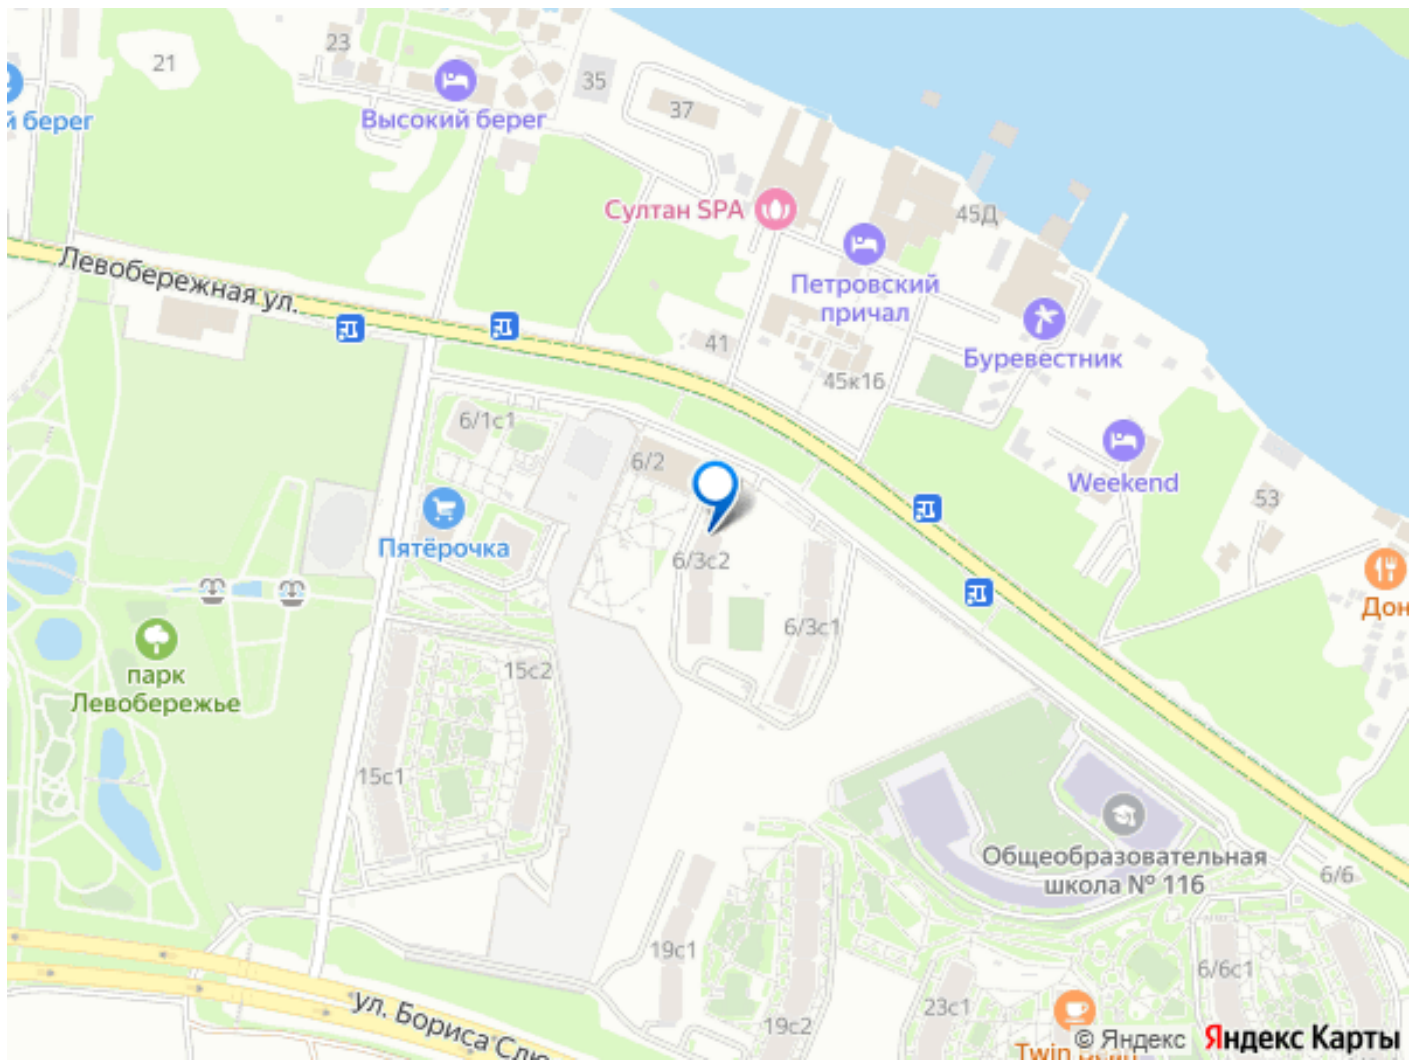 23
21
35
37
й берег
Высокий берег
Султан SPA
45Д
Левобережная ул.
Петровский
причал
41
Буревестник
45к16
6/1с1
6/2
Weekend
53
Пятёрочка
6/3с2
Дон
6/3с1
парк
Левобережье
15с2
15с1
Общеобразовательная
школа № 116
6/6
19с1
6/6с1
ул. Бориса Слю
23с1
19с2
© Яндекс Яндекс Карты